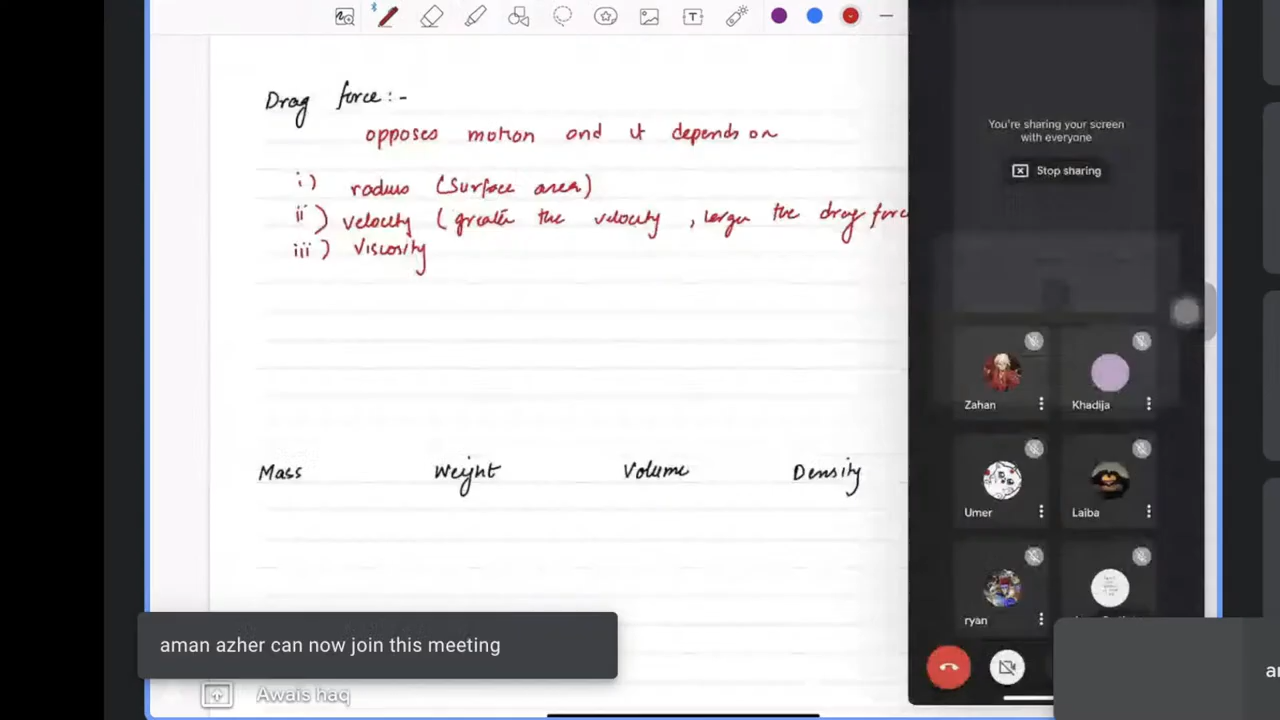 Drag force :-
opposes motion and it depends on
i) radius (Surface area)
ii) velocity (greater the velocity, larger the drag force
iii) Viscosity
Mass Weight Volume Density
You're sharing your screen
with everyone
Stop sharing
Zahan Khadija
Umer Laiba
ryan
aman azher can now join this meeting
Awais haq